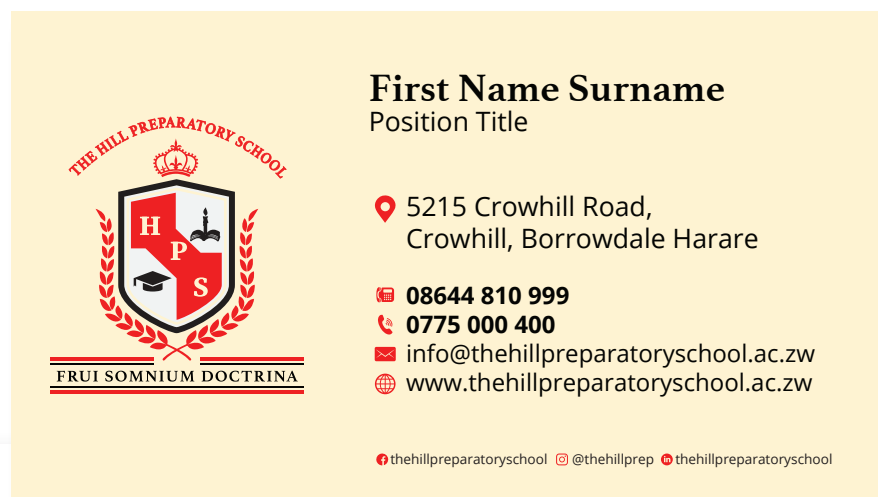 THE HILL PREPARATORY SCHOOL
H
P
S
FRUI SOMNIUM DOCTRINA
First Name Surname
Position Title
5215 Crowhill Road,
Crowhill, Borrowdale Harare
08644 810 999
0775 000 400
info@thehillpreparatoryschool.ac.zw
www.thehillpreparatoryschool.ac.zw
thehillpreparatoryschool @thehillprep thehillpreparatoryschool